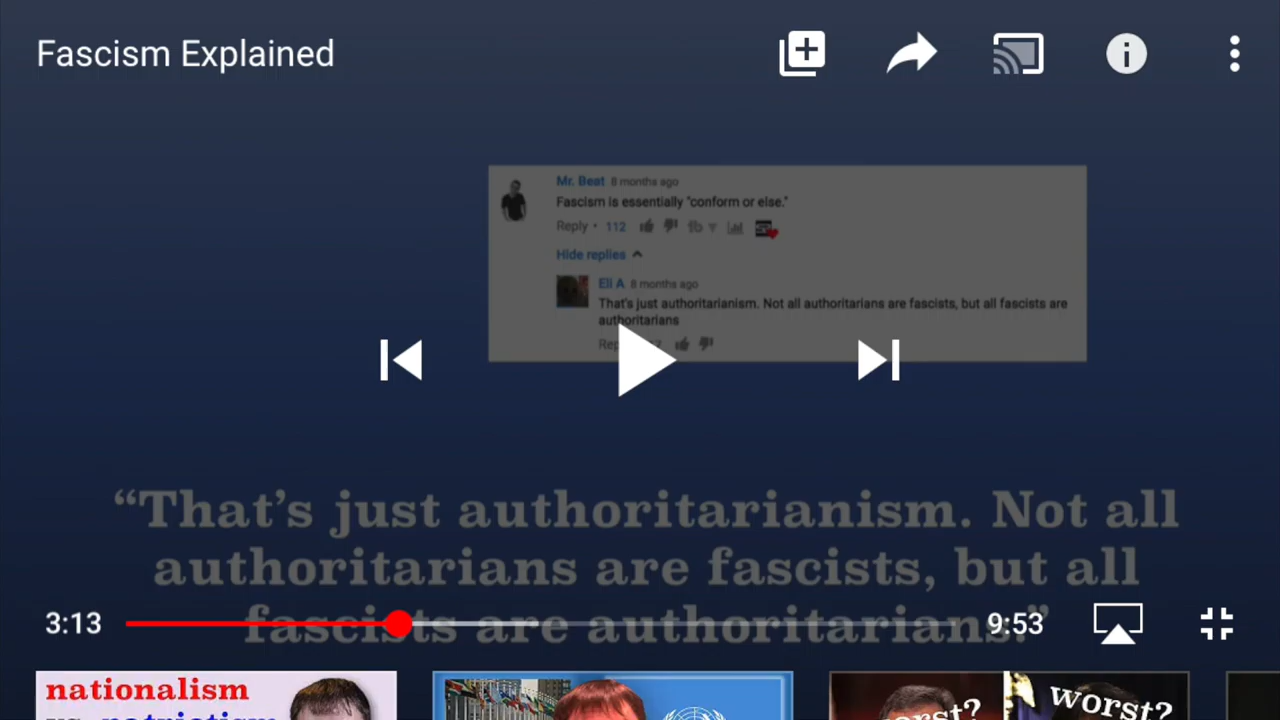 Fascism Explained
Mr. Beat 8 months ago
Fascism is essentially "conform or else."
Reply • 112
Hide replies
Eli A 8 months ago
That's just authoritarianism. Not all authoritarians are fascists, but all fascists are
authoritarians
“That’s just authoritarianism. Not all
authoritarians are fascists, but all
fascists are authoritarians.”
3:13
9:53
nationalism
vs. patriotism
worst?
worst?